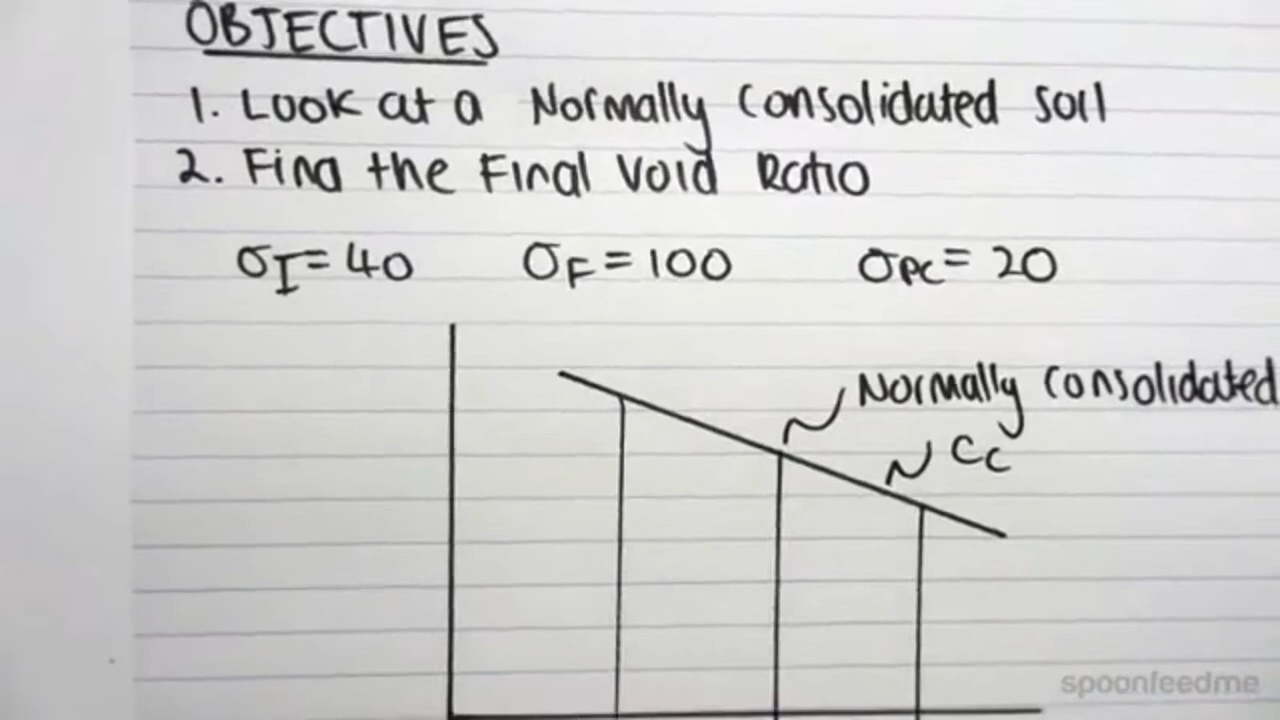 OBJECTIVES
1. Look at a Normally Consolidated Soil
2. Find the Final Void Ratio
σI = 40 σF = 100 σPC = 20
Normally Consolidated
Cc
spoonfeedme